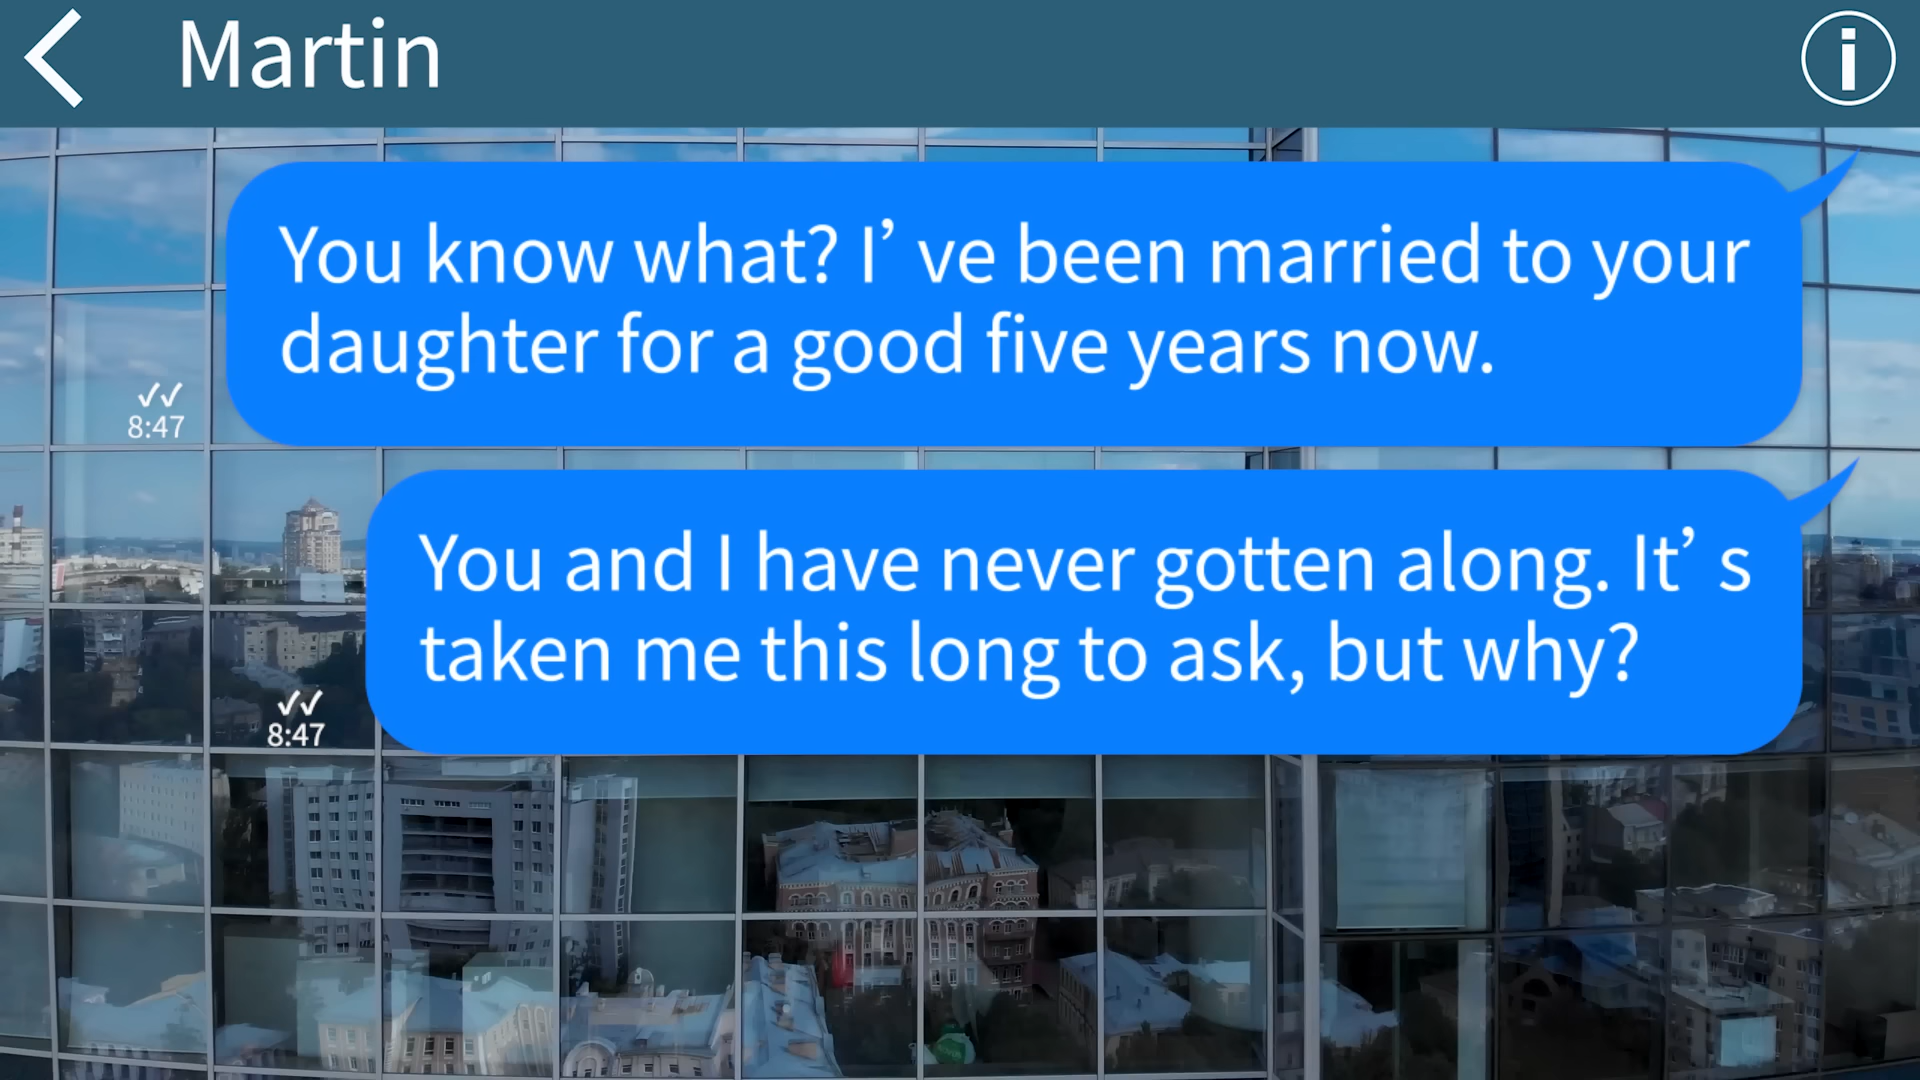 Martin
You know what? I’ve been married to your
daughter for a good five years now.
8:47
You and I have never gotten along. It’s
taken me this long to ask, but why?
8:47